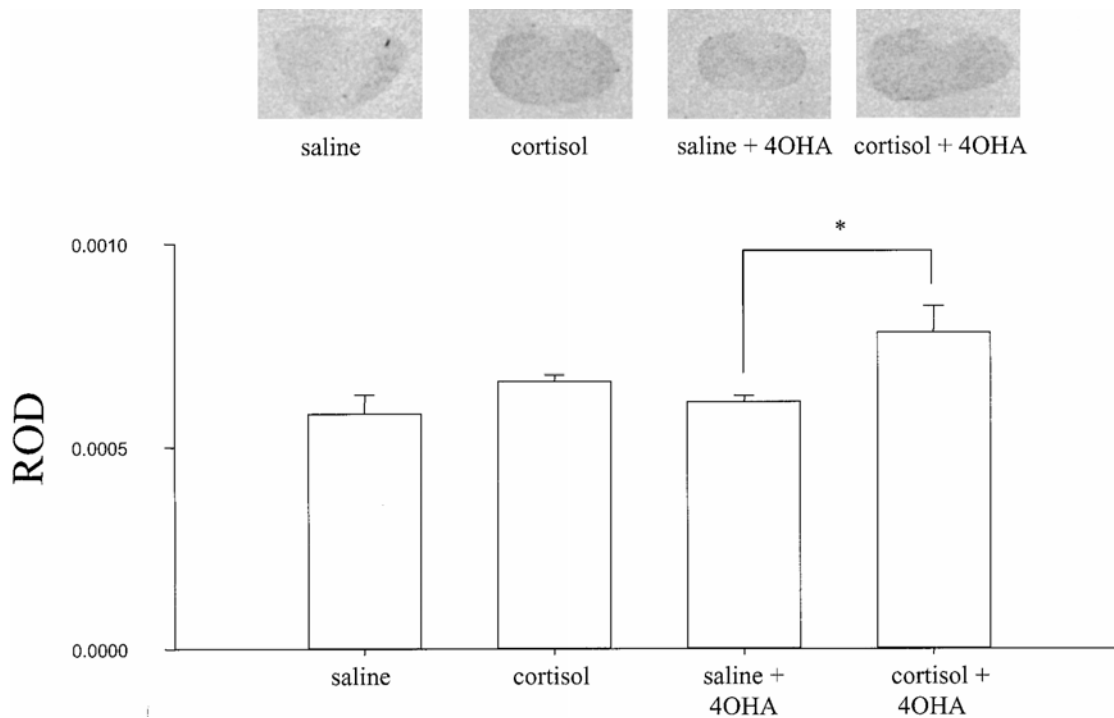 saline
cortisol
saline + 4OHA
cortisol + 4OHA
*
0.0010
ROD
0.0005
0.0000
saline
cortisol
saline +
4OHA
cortisol +
4OHA